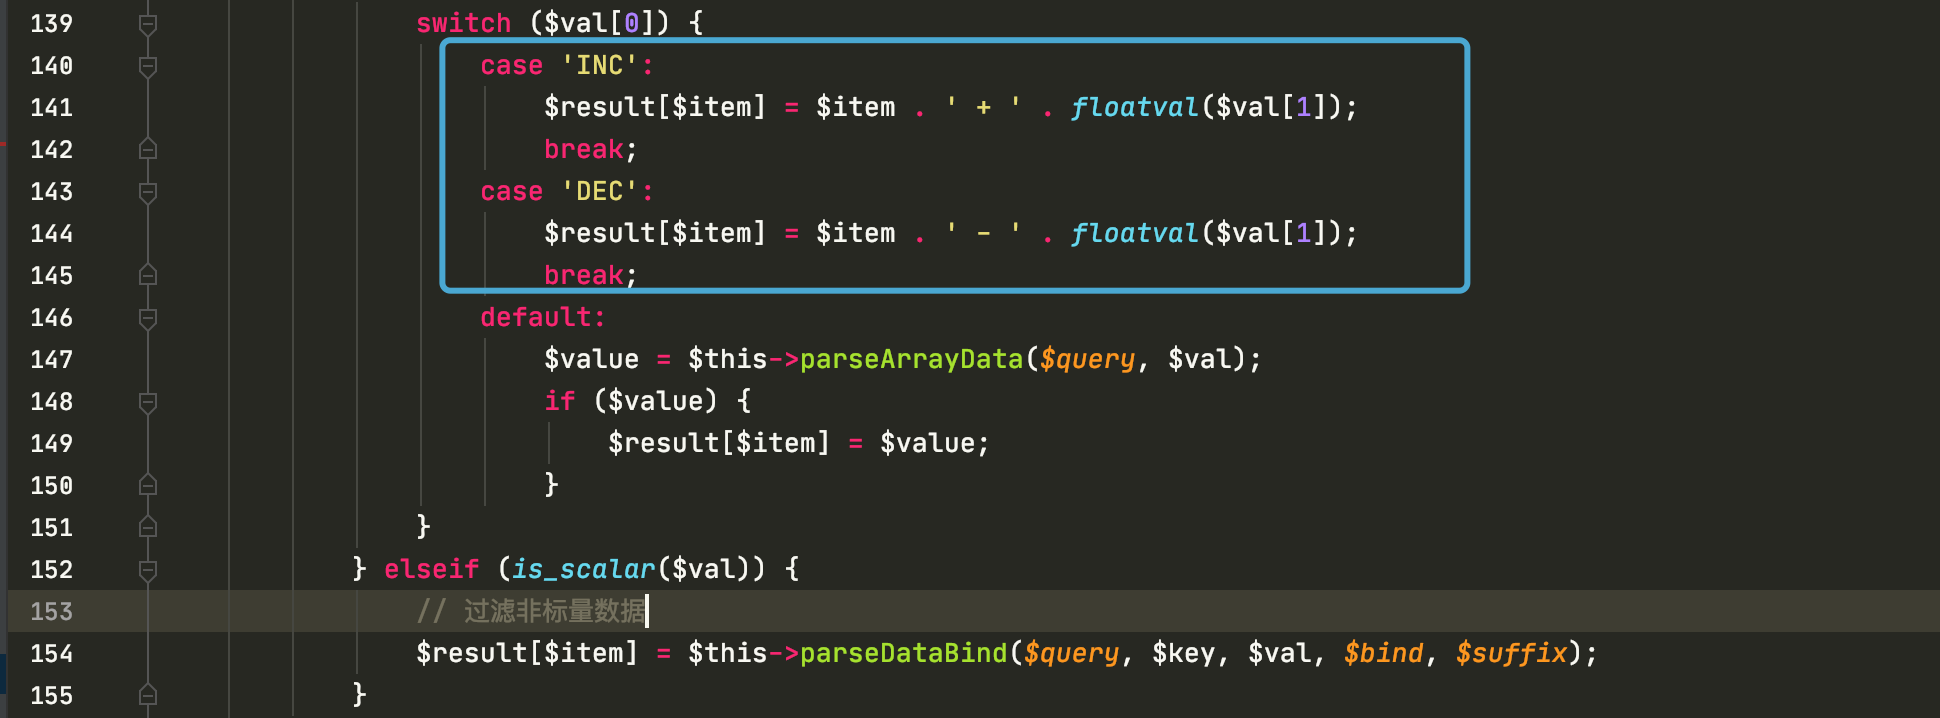 139 switch ($val[0]) {
140 case 'INC':
141 $result[$item] = $item . ' + ' . floatval($val[1]);
142 break;
143 case 'DEC':
144 $result[$item] = $item . ' - ' . floatval($val[1]);
145 break;
146 default:
147 $value = $this->parseArrayData($query, $val);
148 if ($value) {
149 $result[$item] = $value;
150 }
151 }
152 } elseif (is_scalar($val)) {
153 // 过滤非标量数据
154 $result[$item] = $this->parseDataBind($query, $key, $val, $bind, $suffix);
155 }